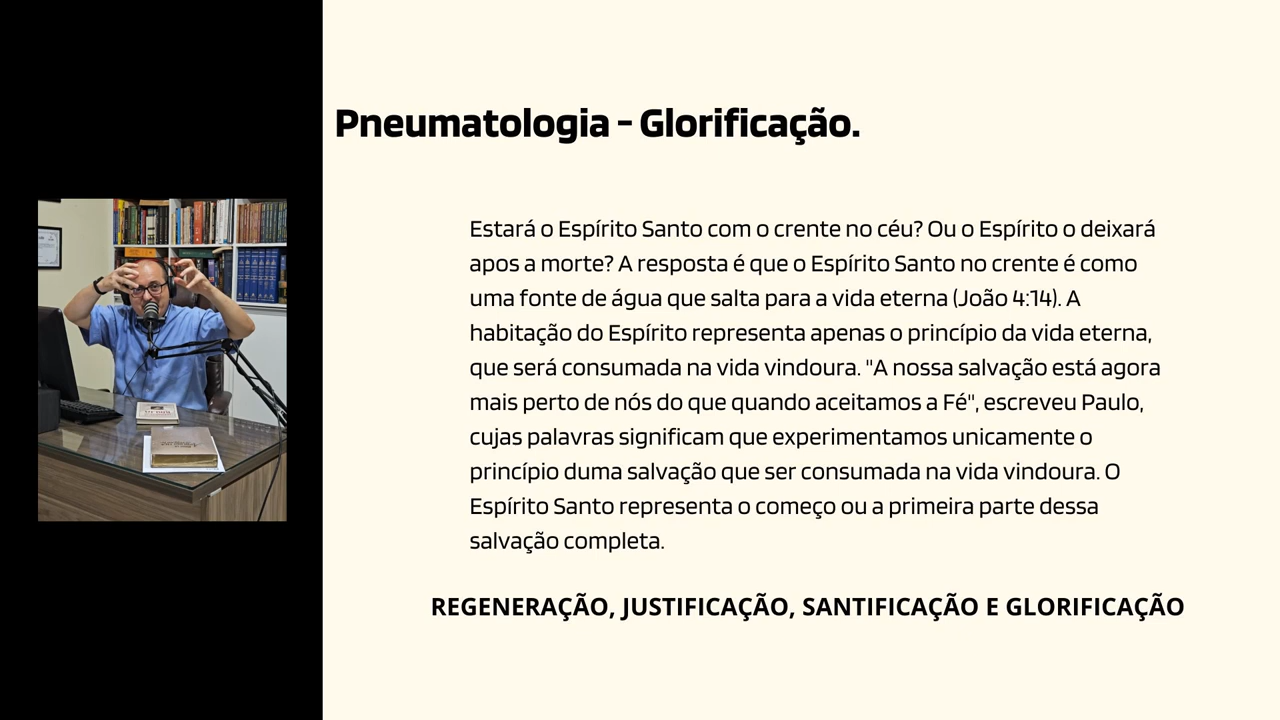 Pneumatologia - Glorificação.
Estará o Espírito Santo com o crente no céu? Ou o Espírito o deixará
apos a morte? A resposta é que o Espírito Santo no crente é como
uma fonte de água que salta para a vida eterna (João 4:14). A
habitação do Espírito representa apenas o princípio da vida eterna,
que será consumada na vida vindoura. "A nossa salvação está agora
mais perto de nós do que quando aceitamos a Fé", escreveu Paulo,
cujas palavras significam que experimentamos unicamente o
princípio duma salvação que ser consumada na vida vindoura. O
Espírito Santo representa o começo ou a primeira parte dessa
salvação completa.
REGENERAÇÃO, JUSTIFICAÇÃO, SANTIFICAÇÃO E GLORIFICAÇÃO